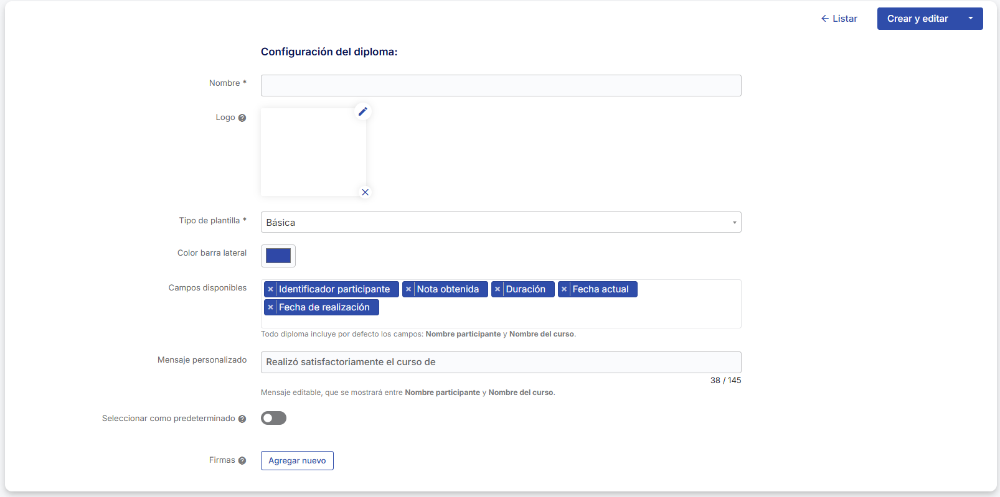 ← Listar
Crear y editar
Configuración del diploma:
Nombre *
Logo
Tipo de plantilla *
Básica
Color barra lateral
Campos disponibles
× Identificador participante × Nota obtenida × Duración × Fecha actual
× Fecha de realización
Todo diploma incluye por defecto los campos: Nombre participante y Nombre del curso.
Mensaje personalizado
Realizó satisfactoriamente el curso de
38 / 145
Mensaje editable, que se mostrará entre Nombre participante y Nombre del curso.
Seleccionar como predeterminado
Firmas
Agregar nuevo